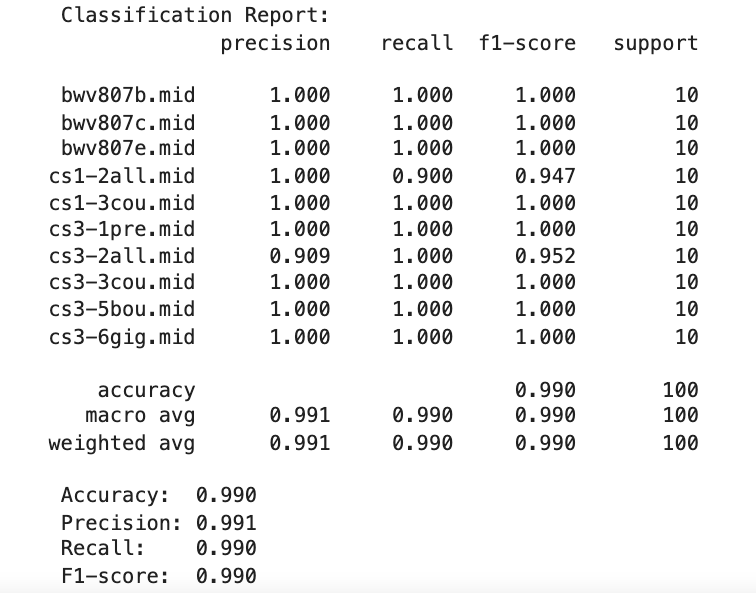 Classification Report:
precision recall f1-score support
bwv807b.mid 1.000 1.000 1.000 10
bwv807c.mid 1.000 1.000 1.000 10
bwv807e.mid 1.000 1.000 1.000 10
cs1-2all.mid 1.000 0.900 0.947 10
cs1-3cou.mid 1.000 1.000 1.000 10
cs3-1pre.mid 1.000 1.000 1.000 10
cs3-2all.mid 0.909 1.000 0.952 10
cs3-3cou.mid 1.000 1.000 1.000 10
cs3-5bou.mid 1.000 1.000 1.000 10
cs3-6gig.mid 1.000 1.000 1.000 10
accuracy 0.990 100
macro avg 0.991 0.990 0.990 100
weighted avg 0.991 0.990 0.990 100
Accuracy: 0.990
Precision: 0.991
Recall: 0.990
F1-score: 0.990